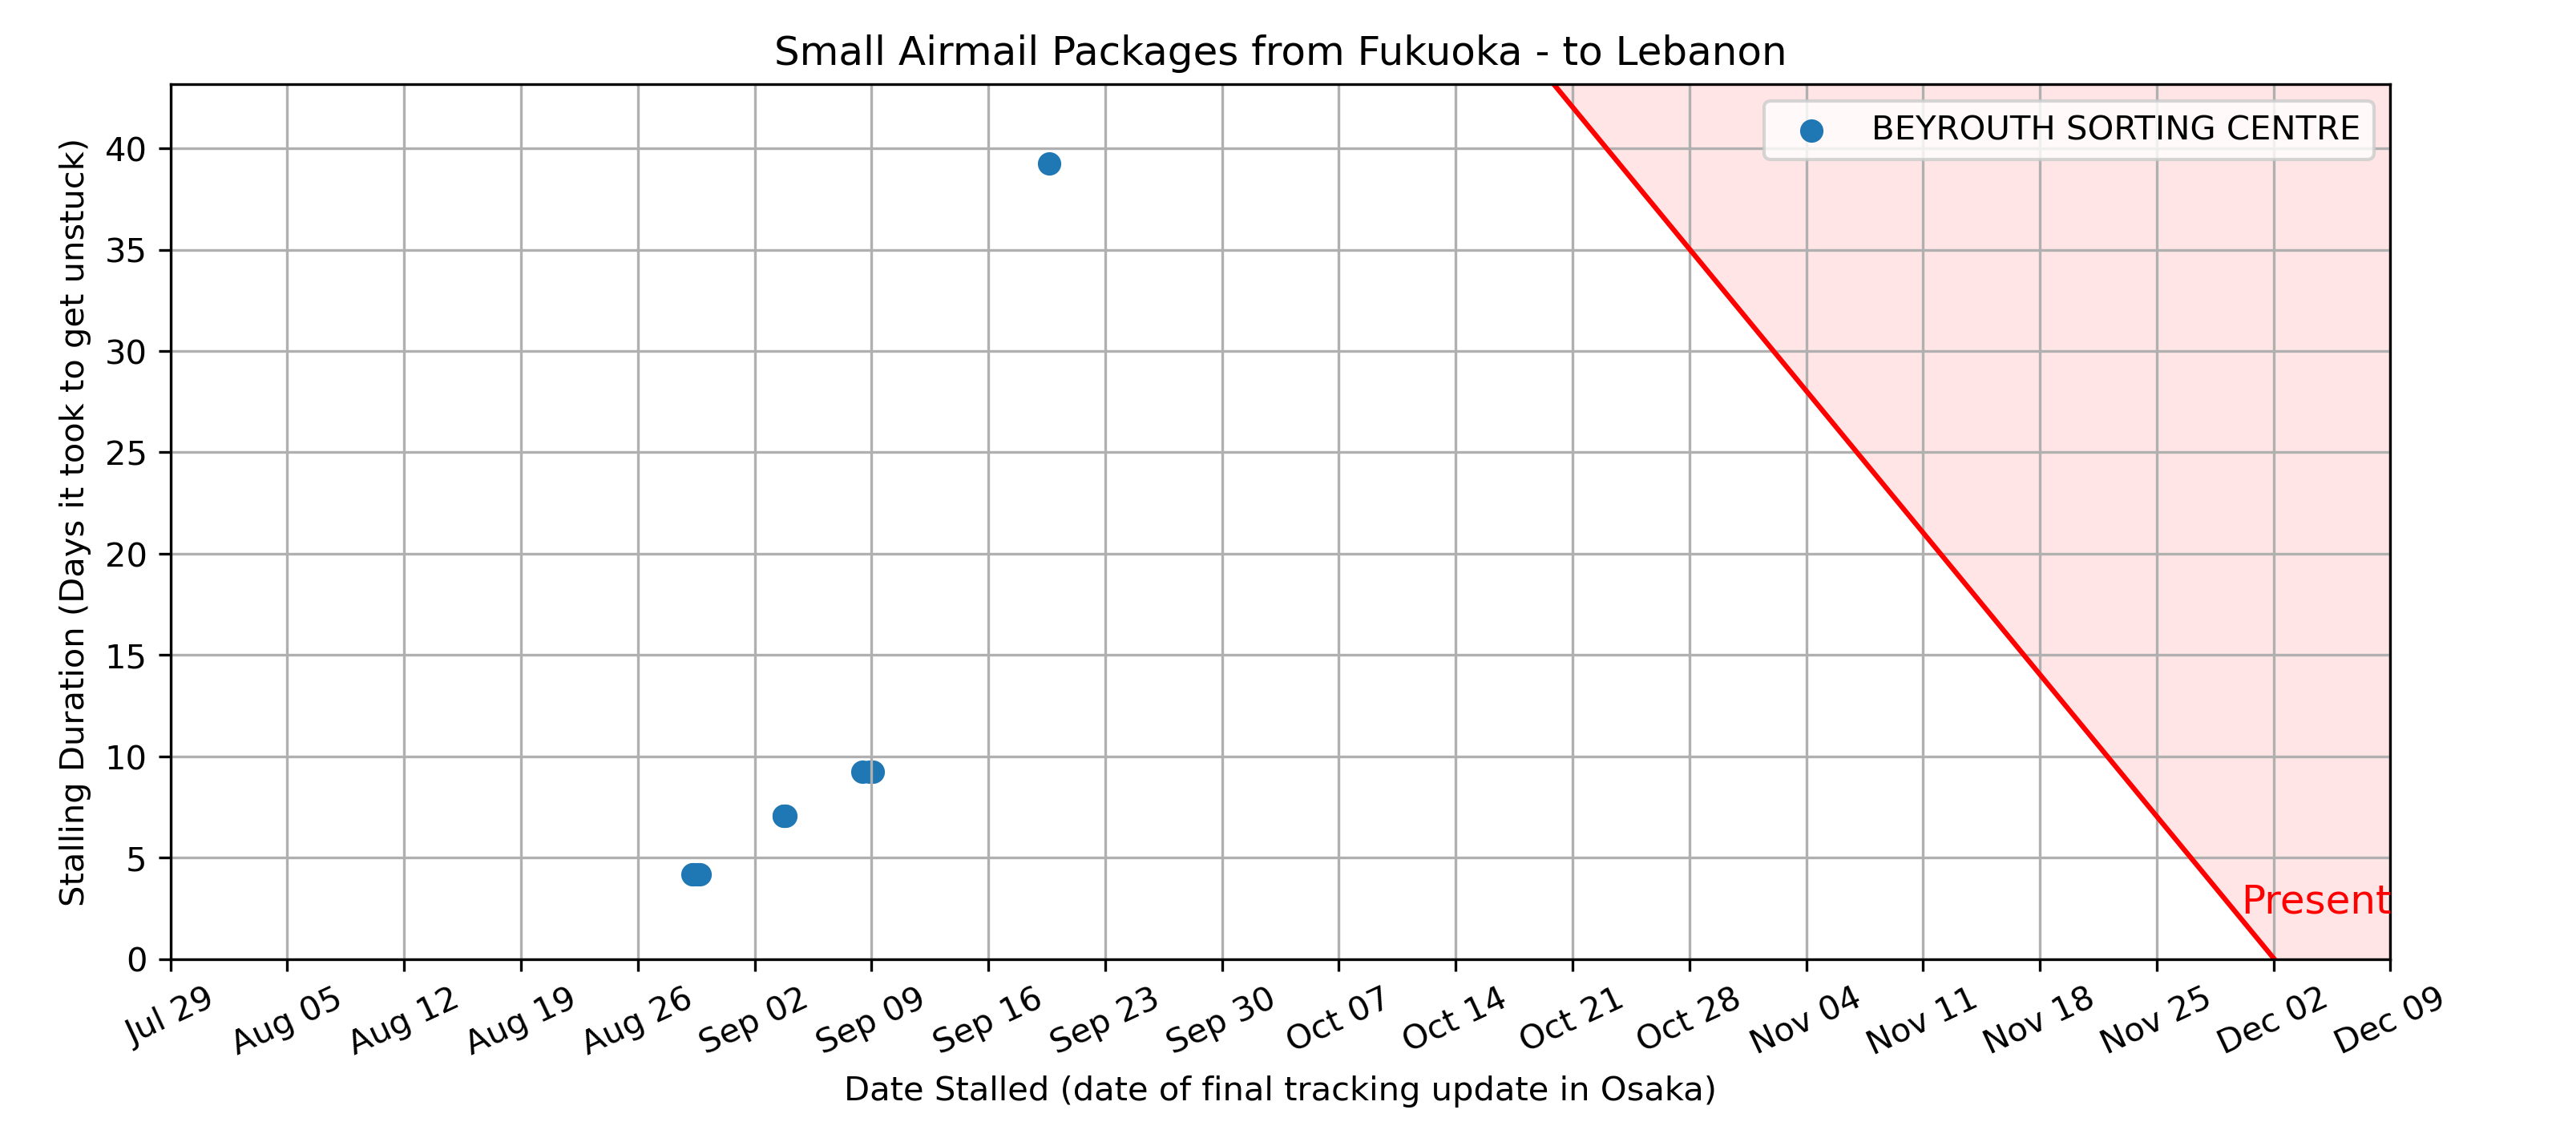 Small Airmail Packages from Fukuoka - to Lebanon
BEYROUTH SORTING CENTRE
Stalling Duration (Days it took to get unstuck)
40
35
30
25
20
15
10
5
0
Present
Jul 29
Aug 05
Aug 12
Aug 19
Aug 26
Sep 02
Sep 09
Sep 16
Sep 23
Sep 30
Oct 07
Oct 14
Oct 21
Oct 28
Nov 04
Nov 11
Nov 18
Nov 25
Dec 02
Dec 09
Date Stalled (date of final tracking update in Osaka)